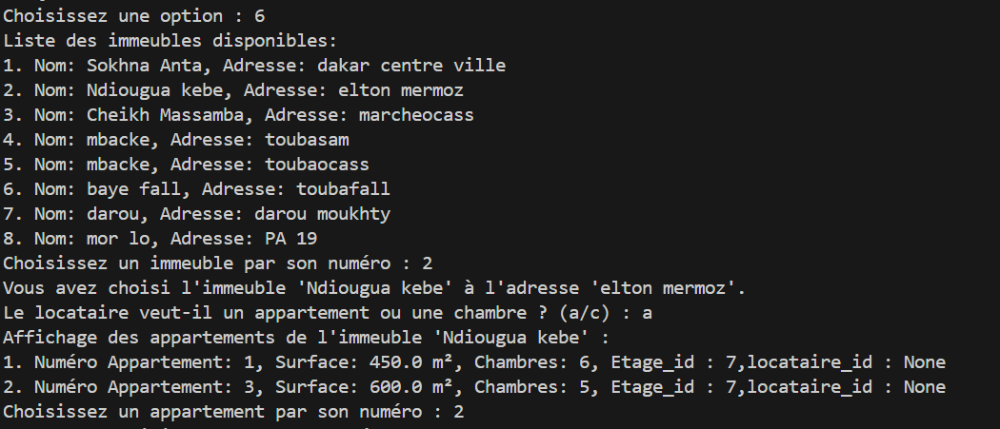 Choisissez une option : 6
Liste des immeubles disponibles:
1. Nom: Sokhna Anta, Adresse: dakar centre ville
2. Nom: Ndiougua kebe, Adresse: elton mermoz
3. Nom: Cheikh Massamba, Adresse: marcheocass
4. Nom: mbacke, Adresse: toubasam
5. Nom: mbacke, Adresse: toubaocass
6. Nom: baye fall, Adresse: toubafall
7. Nom: darou, Adresse: darou moukhty
8. Nom: mor lo, Adresse: PA 19
Choisissez un immeuble par son numéro : 2
Vous avez choisi l'immeuble 'Ndiougua kebe' à l'adresse 'elton mermoz'.
Le locataire veut-il un appartement ou une chambre ? (a/c) : a
Affichage des appartements de l'immeuble 'Ndiougua kebe' :
1. Numéro Appartement: 1, Surface: 450.0 m², Chambres: 6, Etage_id : 7,locataire_id : None
2. Numéro Appartement: 3, Surface: 600.0 m², Chambres: 5, Etage_id : 7,locataire_id : None
Choisissez un appartement par son numéro : 2